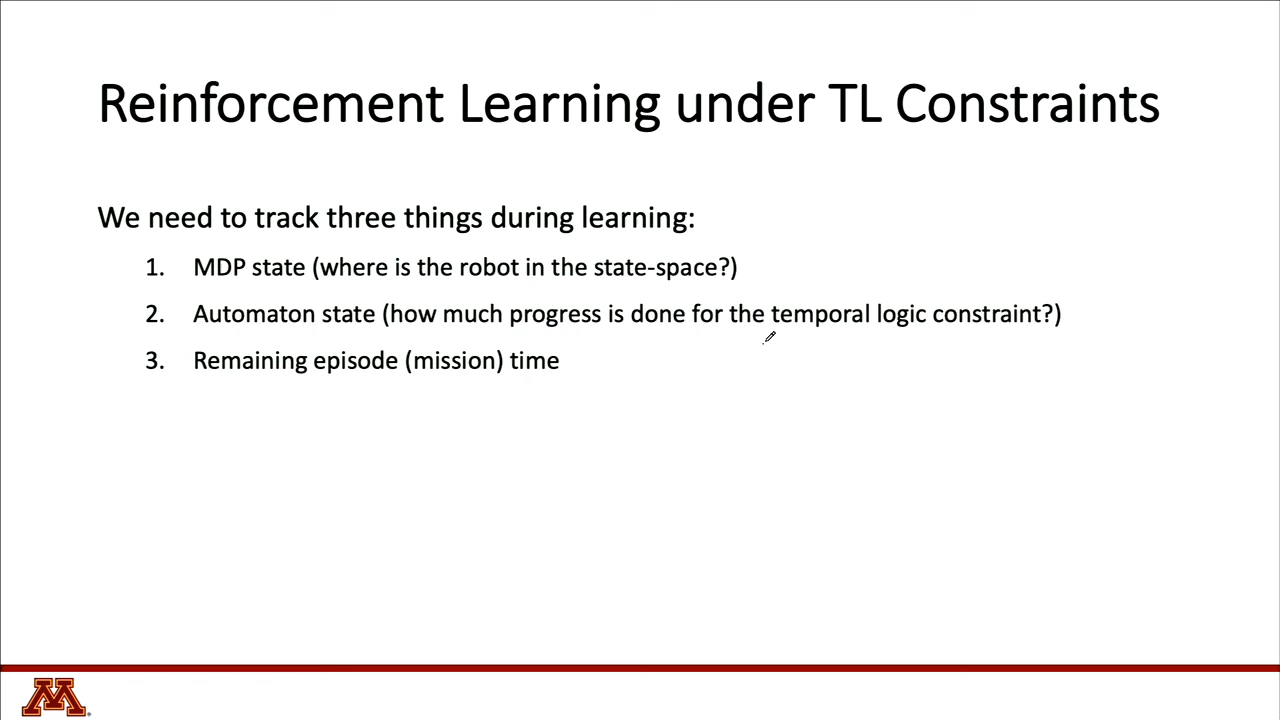 Reinforcement Learning under TL Constraints
We need to track three things during learning:
1. MDP state (where is the robot in the state-space?)
2. Automaton state (how much progress is done for the temporal logic constraint?)
3. Remaining episode (mission) time
M